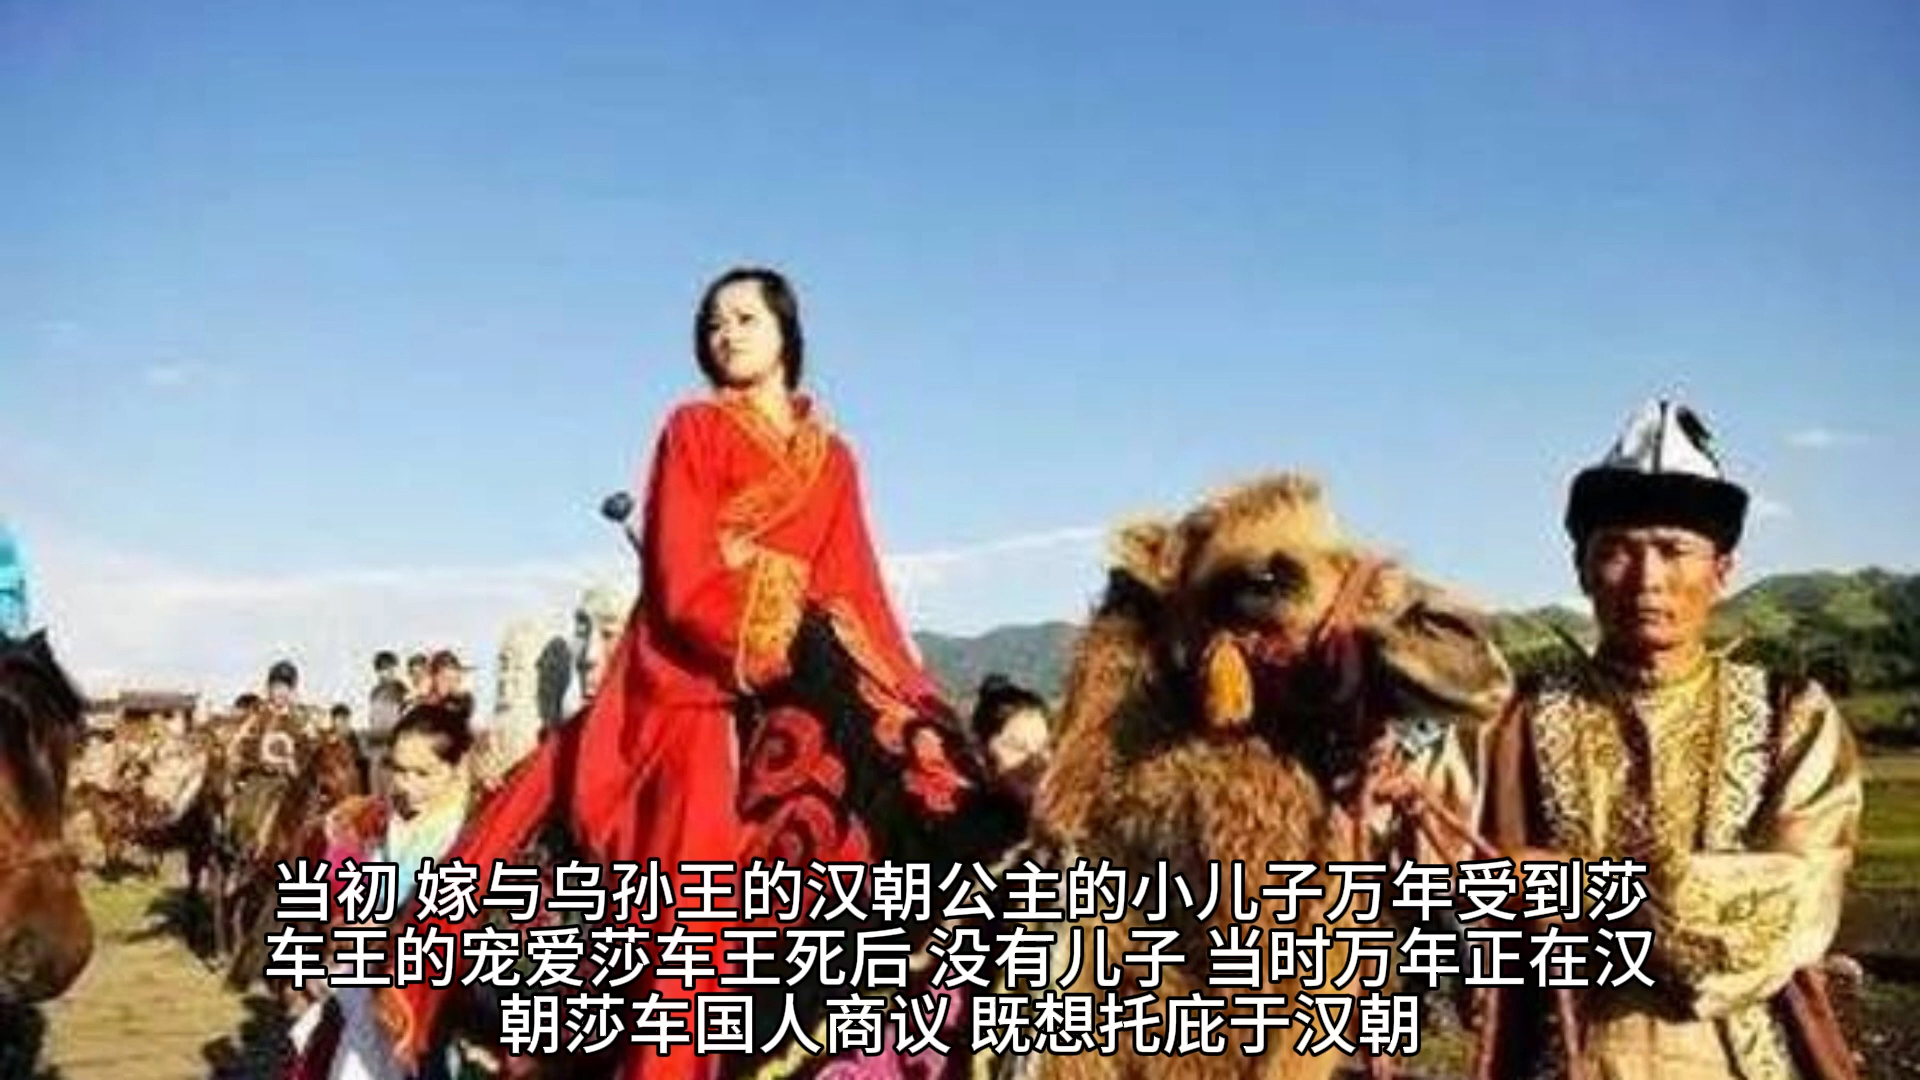 当初 嫁与乌孙王的汉朝公主的小儿子万年受到莎
车王的宠爱莎车王死后 没有儿子 当时万年正在汉
朝莎车国人商议 既想托庇于汉朝